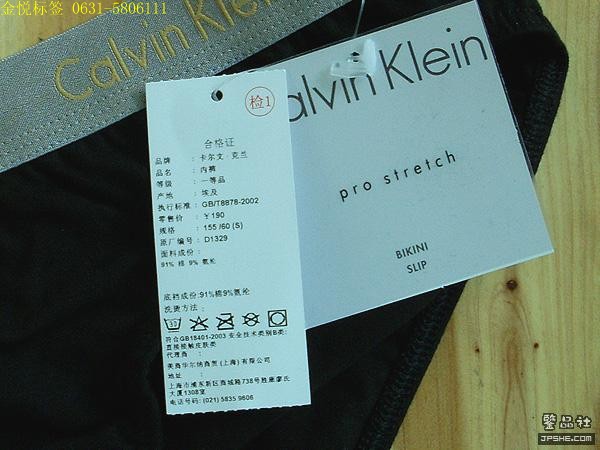 金悦标签 0631-5806111
Calvin Klein
Calvin Klein
pro stretch
BIKINI
SLIP
检1
合格证
品牌 : 卡尔文·克兰
品名 : 内裤
等级 : 一等品
产地 : 埃及
执行标准 : GB/T8878-2002
零售价 : ¥190
规格 : 155 /60 (S)
原厂编号 : D1329
面料成份 :
91% 棉 9% 氨纶
底裆成份:91%棉9%氨纶
洗烫方法 :
符合GB18401-2003 安全技术类别B类:
直接接触皮肤类
代理商 :
美商华尔纳商贸 (上海) 有限公司
地址 :
上海市浦东新区商城路738号胜康廖氏
大厦1308室
电话号码 : (021) 5835 9606
鉴品社
JPSHE.COM